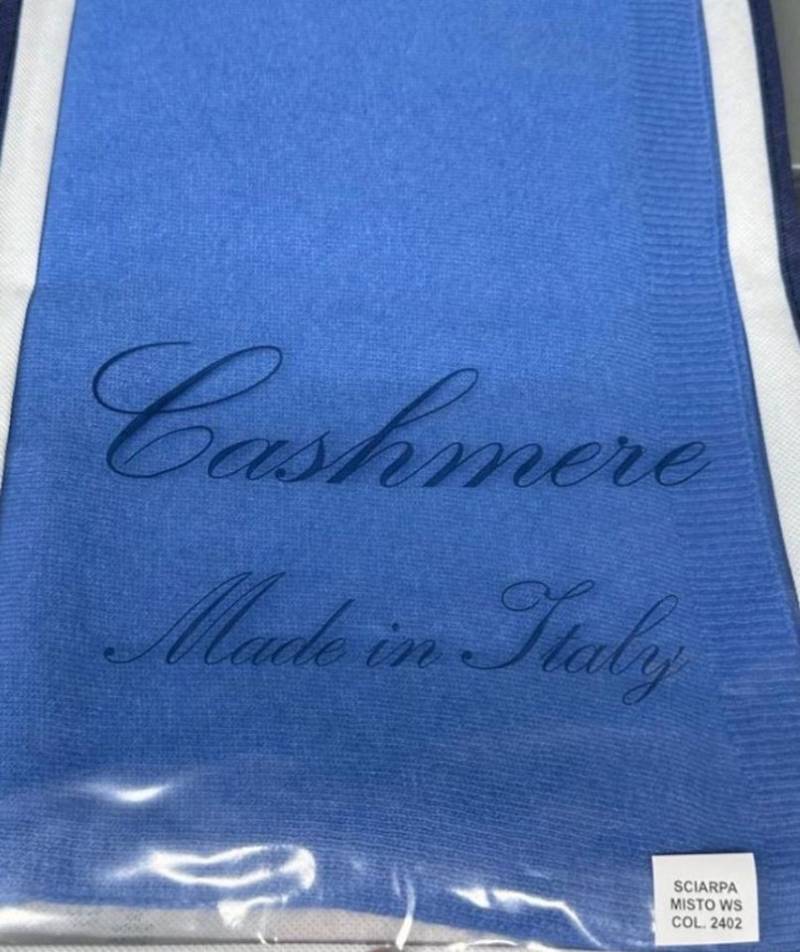 Cashmere
Made in Italy
SCIARPA
MISTO WS
COL. 2402